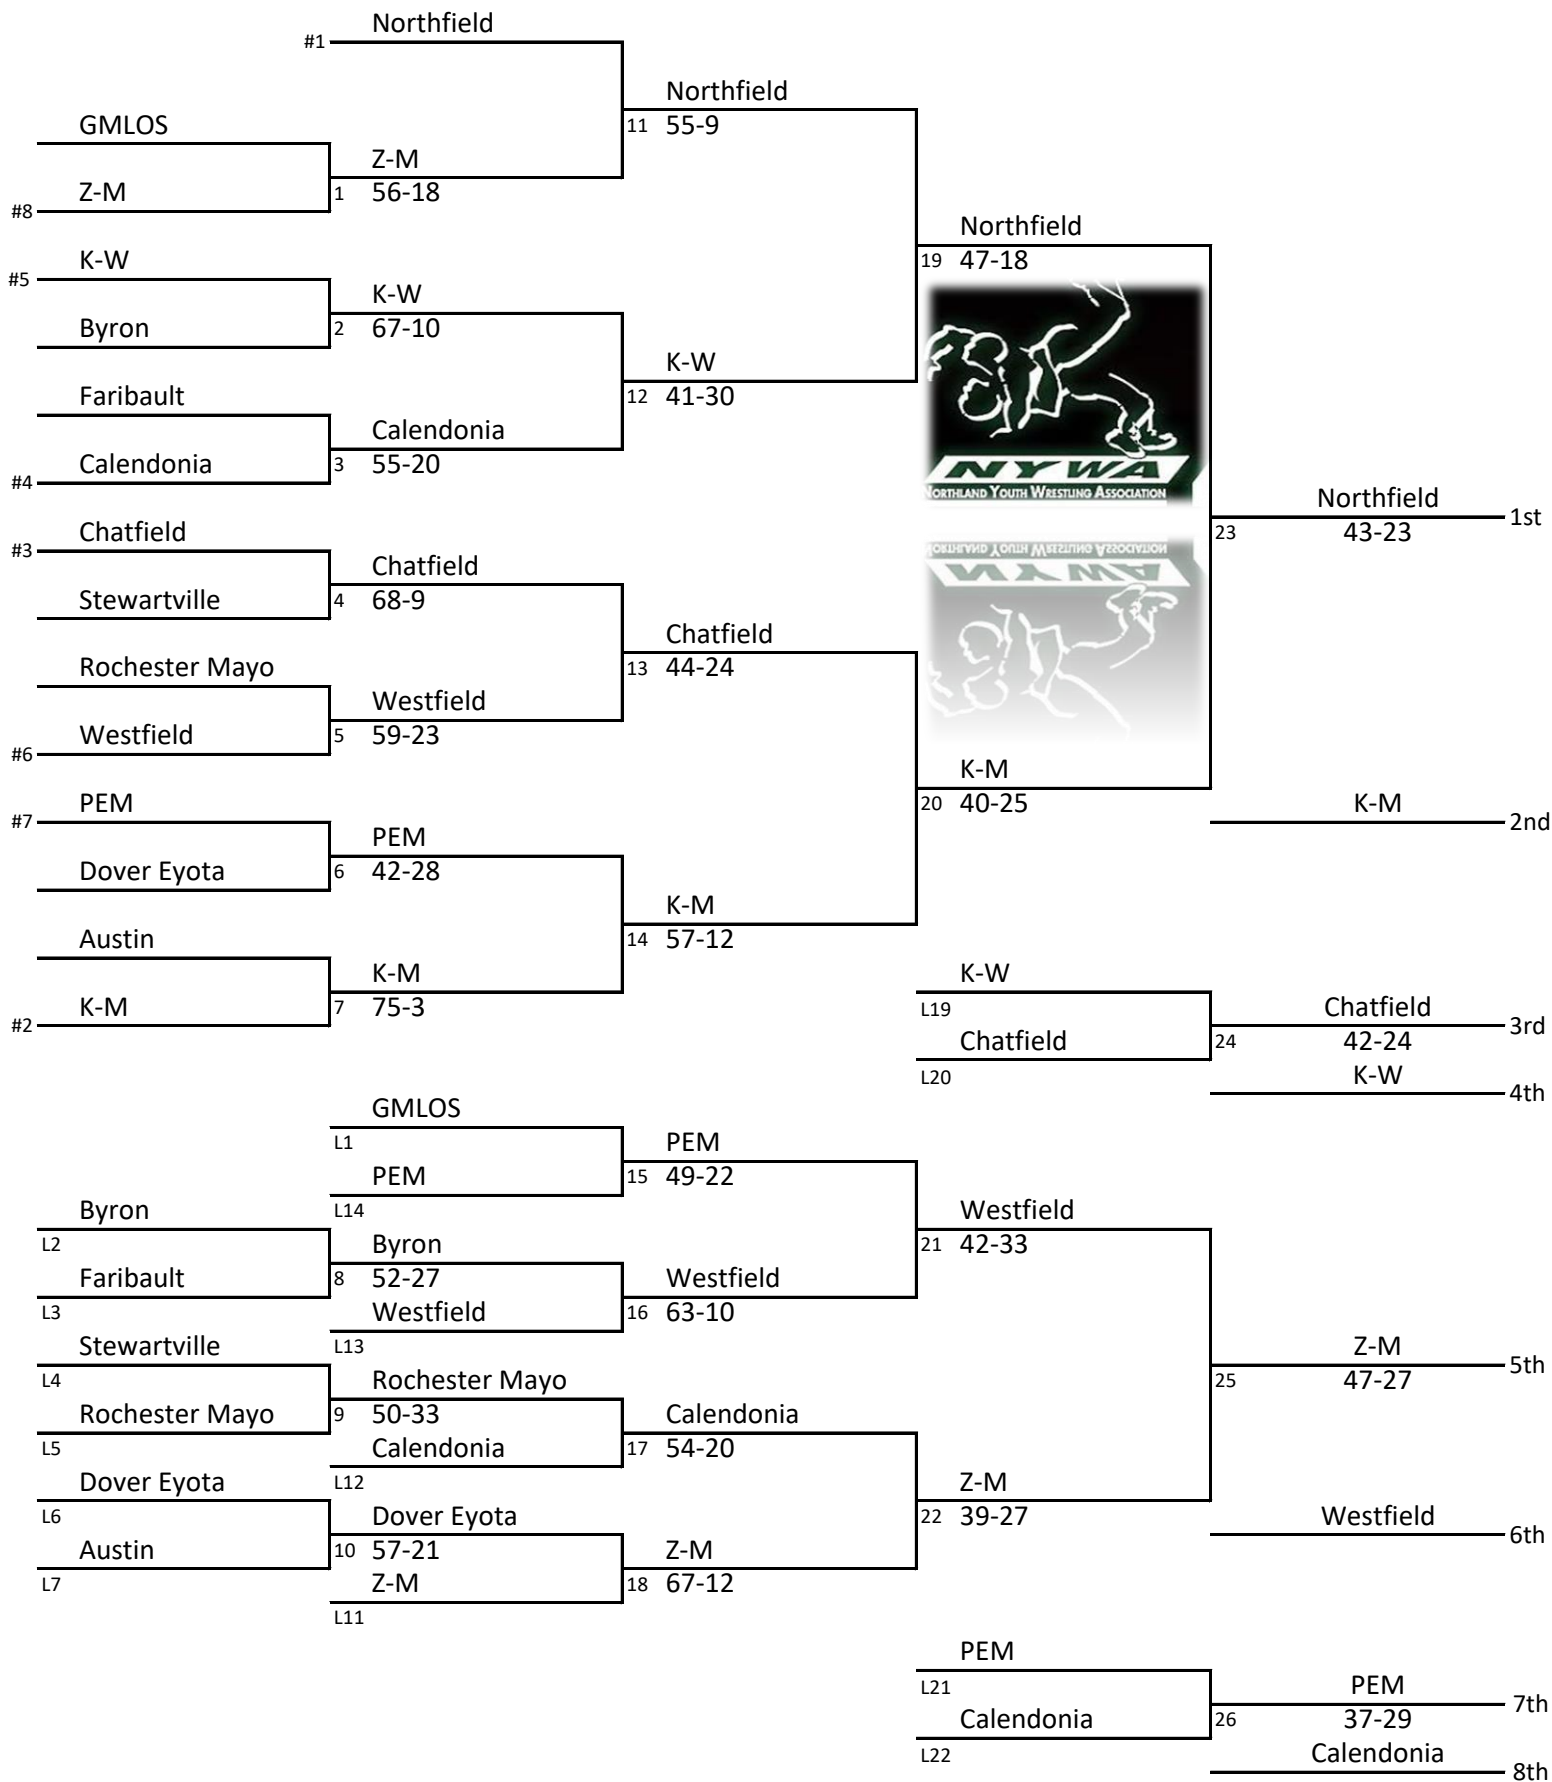 Northfield
#1
Northfield
GMLOS
11 55-9
Z-M
Z-M
1 56-18
#8
Northfield
K-W
19 47-18
#5
K-W
Byron
2 67-10
K-W
Faribault
12 41-30
Calendonia
Calendonia
3 55-20
#4
NYWA
NORTHLAND YOUTH WRESTLING ASSOCIATION
Northfield
1st
Chatfield
23 43-23
#3
NORTHLAND YOUTH WRESTLING ASSOCIATION
NYWA
Chatfield
Stewartville
4 68-9
Chatfield
Rochester Mayo
13 44-24
Westfield
Westfield
5 59-23
#6
K-M
PEM
20 40-25
K-M
2nd
#7
PEM
Dover Eyota
6 42-28
K-M
Austin
14 57-12
K-M
K-W
K-M
7 75-3
L19
Chatfield
3rd
#2
Chatfield
24 42-24
L20
K-W
4th
GMLOS
L1
PEM
PEM
15 49-22
L14
Byron
Westfield
L2
Byron
21 42-33
Faribault
8 52-27
Westfield
L3
Westfield
16 63-10
L13
Stewartville
Z-M
5th
L4
Rochester Mayo
25 47-27
Rochester Mayo
9 50-33
Calendonia
L5
Calendonia
17 54-20
L12
Dover Eyota
Z-M
L6
Dover Eyota
22 39-27
Westfield
6th
Austin
10 57-21
Z-M
L7
Z-M
18 67-12
L11
PEM
L21
PEM
7th
Calendonia
26 37-29
L22
Calendonia
8th